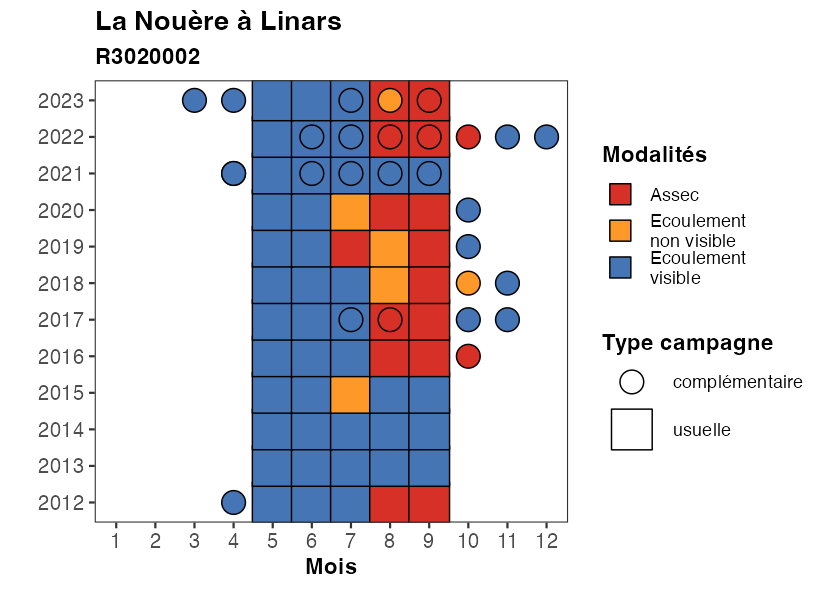 La Nouère à Linars
R3020002
2023
2022
2021
2020
2019
2018
2017
2016
2015
2014
2013
2012
1 2 3 4 5 6 7 8 9 10 11 12
Mois
Modalités
Assec
Ecoulement
non visible
Ecoulement
visible
Type campagne
complémentaire
usuelle